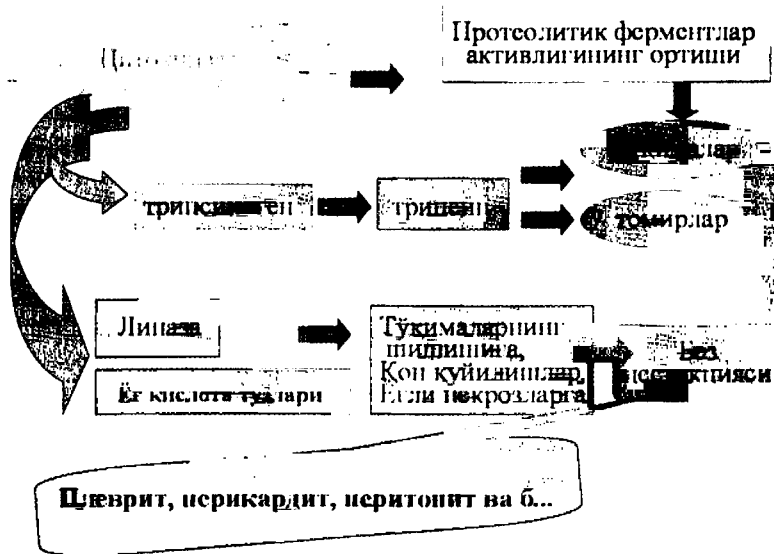 Протеолитик ферментлар
активлигининг ортиши
трипсиноген
трипсин
томирлар
Липаза
Ёғ кислота тузлари
Тўқималарнинг
шишишига,
Қон қуйилишлар,
Ёғли некрозларга
Без
Плеврит, перикардит, перитонит ва б...